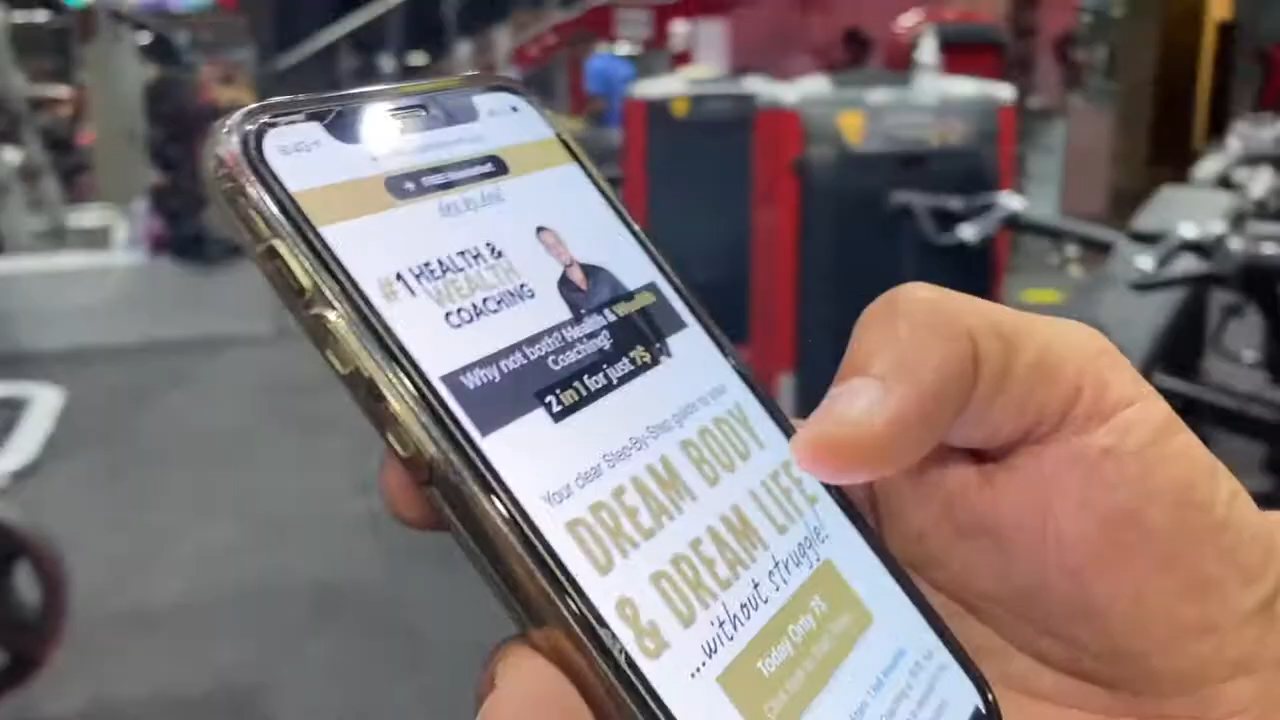 FREE
#1 HEALTH &
WEALTH
COACHING
Why not both? Health & Wealth
Coaching?
2 in 1 for just 7$
Your clear Step-By-Step guide to your
DREAM BODY
& DREAM LIFE
...without struggle!
Today Only 7$